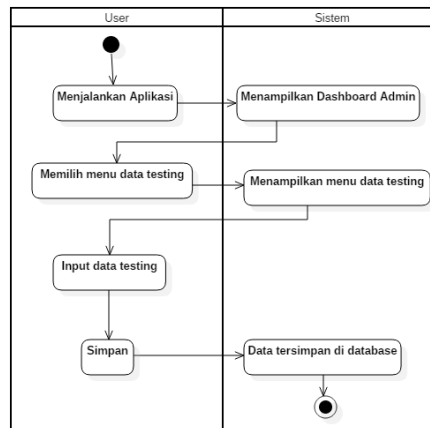 User
Sistem
Menjalankan Aplikasi
Menampilkan Dashboard Admin
Memilih menu data testing
Menampilkan menu data testing
Input data testing
Simpan
Data tersimpan di database